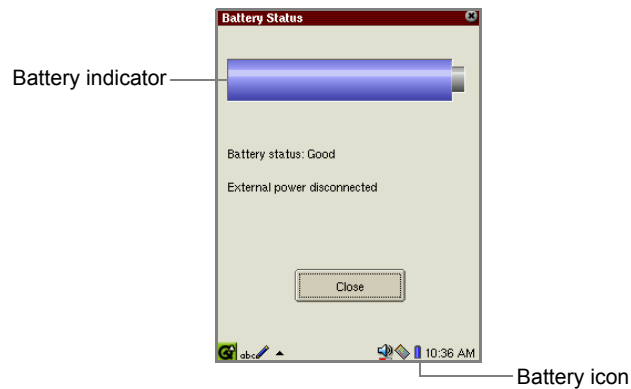 Battery Status
Battery indicator
Battery status: Good
External power disconnected
Close
abc 10:36 AM
Battery icon